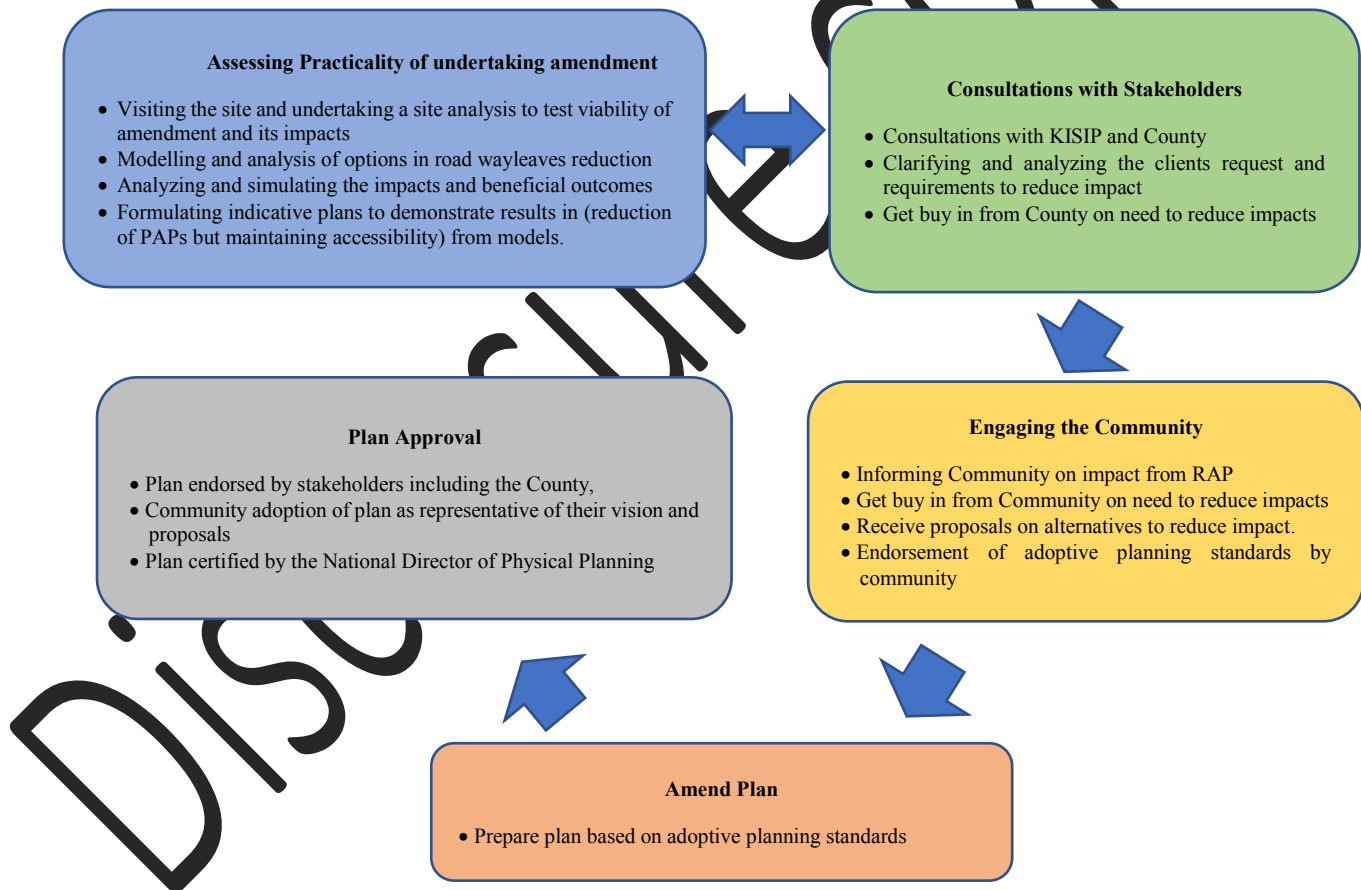 Assessing Practicality of undertaking amendment
• Visiting the site and undertaking a site analysis to test viability of
amendment and its impacts
• Modelling and analysis of options in road wayleaves reduction
• Analyzing and simulating the impacts and beneficial outcomes
• Formulating indicative plans to demonstrate results in (reduction
of PAPs but maintaining accessibility) from models.
Consultations with Stakeholders
• Consultations with KISIP and County
• Clarifying and analyzing the clients request and
requirements to reduce impact
• Get buy in from County on need to reduce impacts
Engaging the Community
• Informing Community on impact from RAP
• Get buy in from Community on need to reduce impacts
• Receive proposals on alternatives to reduce impact.
• Endorsement of adoptive planning standards by
community
Amend Plan
• Prepare plan based on adoptive planning standards
Plan Approval
• Plan endorsed by stakeholders including the County,
• Community adoption of plan as representative of their vision and
proposals
• Plan certified by the National Director of Physical Planning